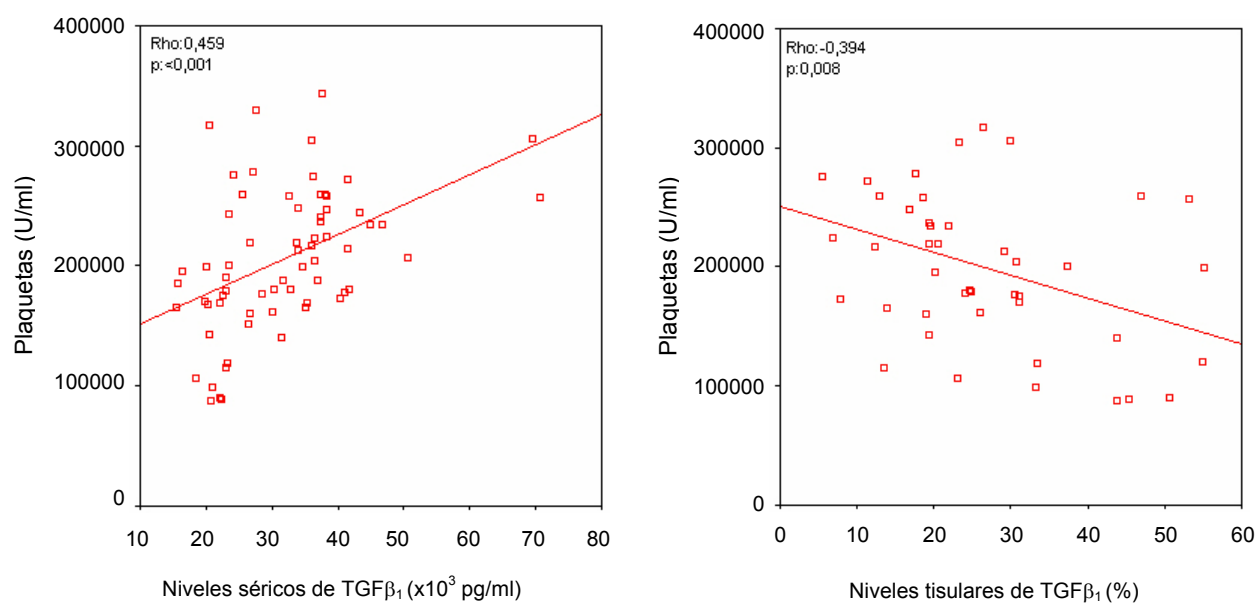 400000
Rho:0,459
p:<0,001
300000
200000
100000
0
Plaquetas (U/ml)
10 20 30 40 50 60 70 80
Niveles séricos de TGFβ₁ (x10³ pg/ml)
400000
Rho:-0,394
p:0,008
300000
200000
100000
0
Plaquetas (U/ml)
0 10 20 30 40 50 60
Niveles tisulares de TGFβ₁ (%)